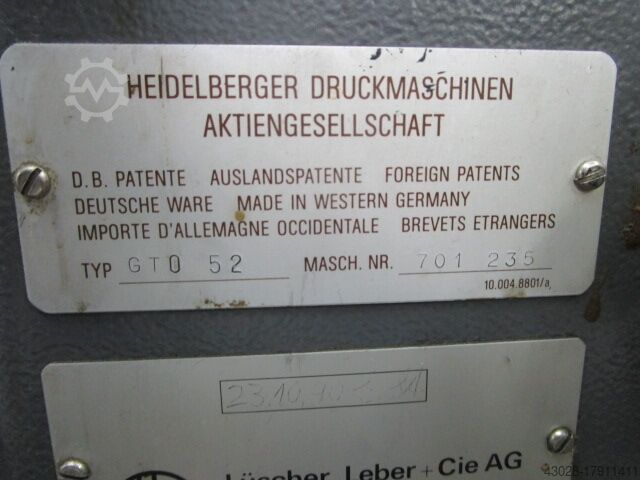 HEIDELBERGER DRUCKMASCHINEN
AKTIENGESELLSCHAFT
D.B. PATENTE AUSLANDSPATENTE FOREIGN PATENTS
DEUTSCHE WARE MADE IN WESTERN GERMANY
IMPORTE D'ALLEMAGNE OCCIDENTALE BREVETS ETRANGERS
TYP GTO 52 MASCH. NR. 701 235
10.004.8801/a
Lüscher, Leber + Cie AG
43023-17911411